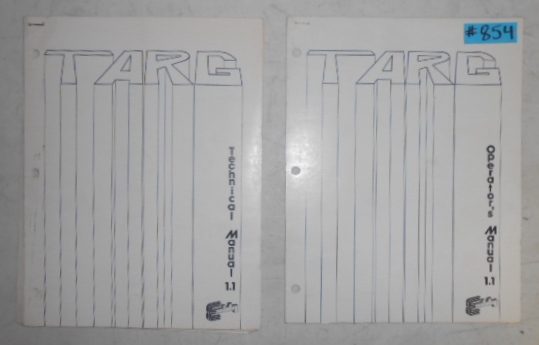 TARG
Technical Manual 1.1
#854
TARG
Operator's Manual 1.1